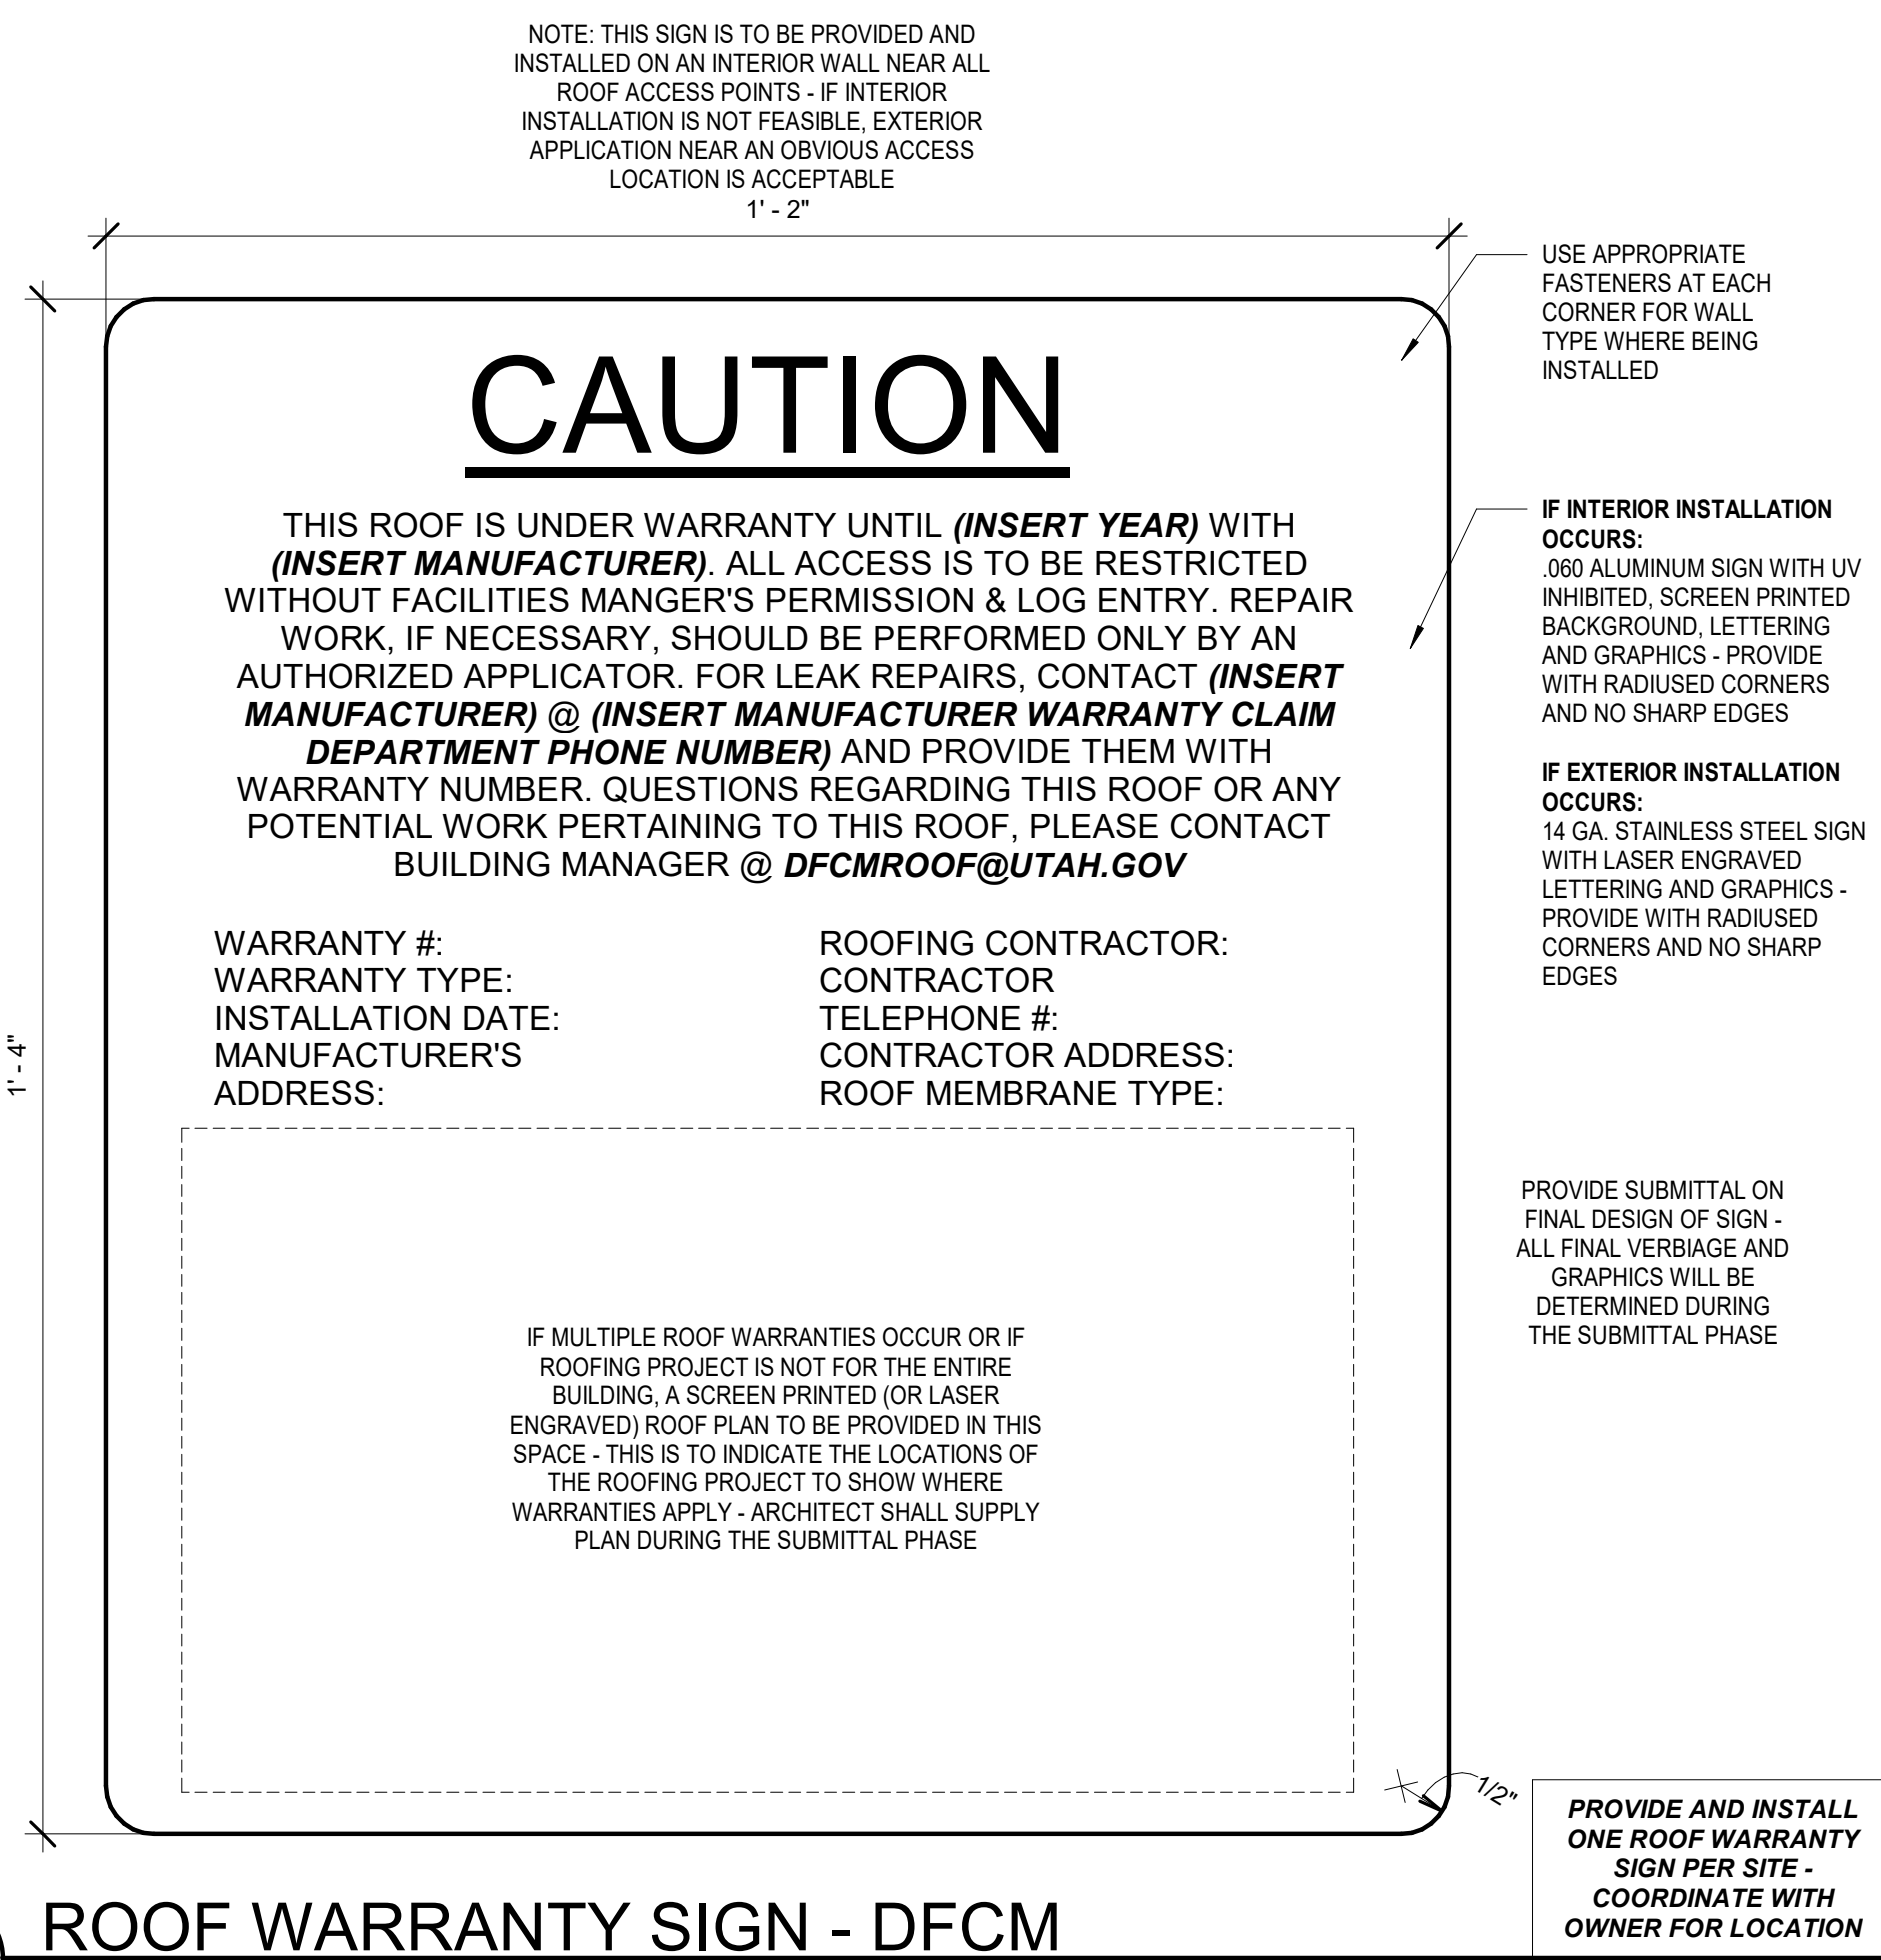 NOTE: THIS SIGN IS TO BE PROVIDED AND
INSTALLED ON AN INTERIOR WALL NEAR ALL
ROOF ACCESS POINTS - IF INTERIOR
INSTALLATION IS NOT FEASIBLE, EXTERIOR
APPLICATION NEAR AN OBVIOUS ACCESS
LOCATION IS ACCEPTABLE
1' - 2"
USE APPROPRIATE
FASTENERS AT EACH
CORNER FOR WALL
TYPE WHERE BEING
INSTALLED
CAUTION
THIS ROOF IS UNDER WARRANTY UNTIL (INSERT YEAR) WITH
(INSERT MANUFACTURER). ALL ACCESS IS TO BE RESTRICTED
WITHOUT FACILITIES MANGER'S PERMISSION & LOG ENTRY. REPAIR
WORK, IF NECESSARY, SHOULD BE PERFORMED ONLY BY AN
AUTHORIZED APPLICATOR. FOR LEAK REPAIRS, CONTACT (INSERT
MANUFACTURER) @ (INSERT MANUFACTURER WARRANTY CLAIM
DEPARTMENT PHONE NUMBER) AND PROVIDE THEM WITH
WARRANTY NUMBER. QUESTIONS REGARDING THIS ROOF OR ANY
POTENTIAL WORK PERTAINING TO THIS ROOF, PLEASE CONTACT
BUILDING MANAGER @ DFCMROOF@UTAH.GOV
IF INTERIOR INSTALLATION
OCCURS:
.060 ALUMINUM SIGN WITH UV
INHIBITED, SCREEN PRINTED
BACKGROUND, LETTERING
AND GRAPHICS - PROVIDE
WITH RADIUSED CORNERS
AND NO SHARP EDGES
IF EXTERIOR INSTALLATION
OCCURS:
14 GA. STAINLESS STEEL SIGN
WITH LASER ENGRAVED
LETTERING AND GRAPHICS -
PROVIDE WITH RADIUSED
CORNERS AND NO SHARP
EDGES
WARRANTY #:
WARRANTY TYPE:
INSTALLATION DATE:
MANUFACTURER'S
ADDRESS:
ROOFING CONTRACTOR:
CONTRACTOR
TELEPHONE #:
CONTRACTOR ADDRESS:
ROOF MEMBRANE TYPE:
1' - 4"
PROVIDE SUBMITTAL ON
FINAL DESIGN OF SIGN -
ALL FINAL VERBIAGE AND
GRAPHICS WILL BE
DETERMINED DURING
THE SUBMITTAL PHASE
IF MULTIPLE ROOF WARRANTIES OCCUR OR IF
ROOFING PROJECT IS NOT FOR THE ENTIRE
BUILDING, A SCREEN PRINTED (OR LASER
ENGRAVED) ROOF PLAN TO BE PROVIDED IN THIS
SPACE - THIS IS TO INDICATE THE LOCATIONS OF
THE ROOFING PROJECT TO SHOW WHERE
WARRANTIES APPLY - ARCHITECT SHALL SUPPLY
PLAN DURING THE SUBMITTAL PHASE
1/2"
PROVIDE AND INSTALL
ONE ROOF WARRANTY
SIGN PER SITE -
COORDINATE WITH
OWNER FOR LOCATION
ROOF WARRANTY SIGN - DFCM